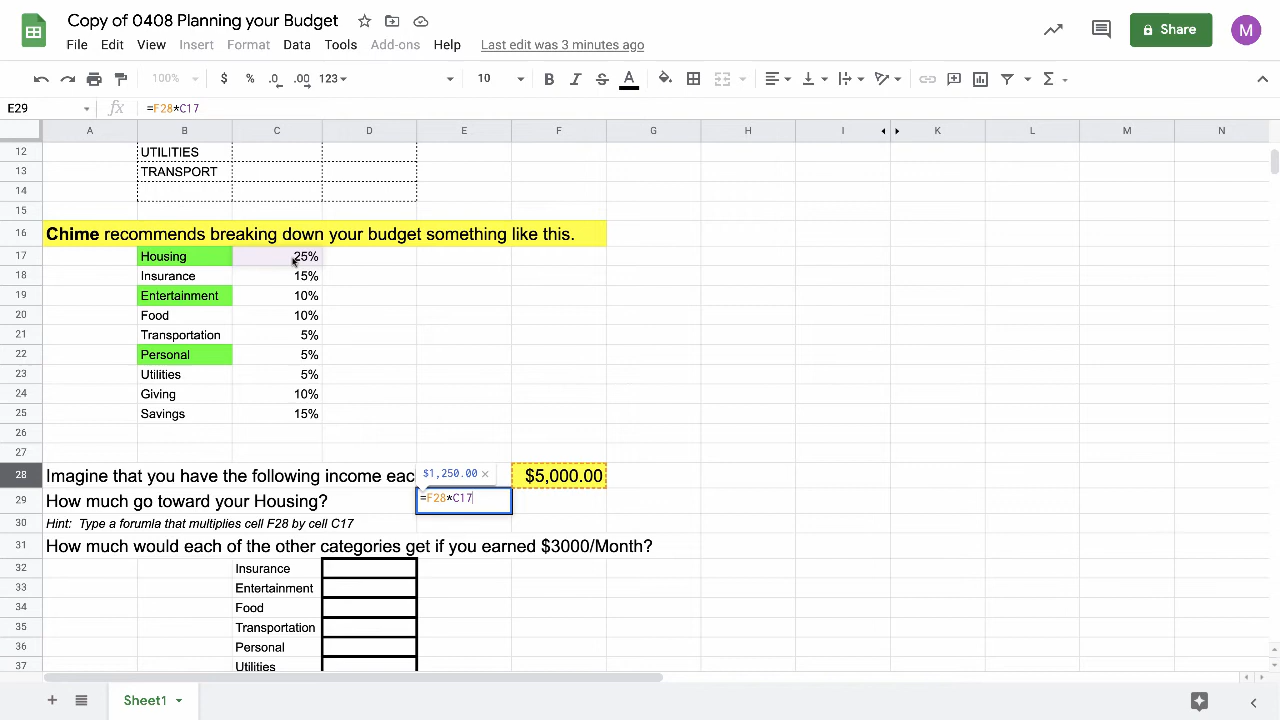 Copy of 0408 Planning your Budget
File Edit View Insert Format Data Tools Add-ons Help Last edit was 3 minutes ago
Share M
100% $ % .0 .00 123 10 B I S A
E29 fx =F28*C17
A B C D E F G H I K L M N
12 UTILITIES
13 TRANSPORT
14
15
16 Chime recommends breaking down your budget something like this.
17 Housing 25%
18 Insurance 15%
19 Entertainment 10%
20 Food 10%
21 Transportation 5%
22 Personal 5%
23 Utilities 5%
24 Giving 10%
25 Savings 15%
26
27
28 Imagine that you have the following income eac $1,250.00 × $5,000.00
29 How much go toward your Housing? =F28*C17
30 Hint: Type a forumla that multiplies cell F28 by cell C17
31 How much would each of the other categories get if you earned $3000/Month?
32 Insurance
33 Entertainment
34 Food
35 Transportation
36 Personal
37 Utilities
Sheet1